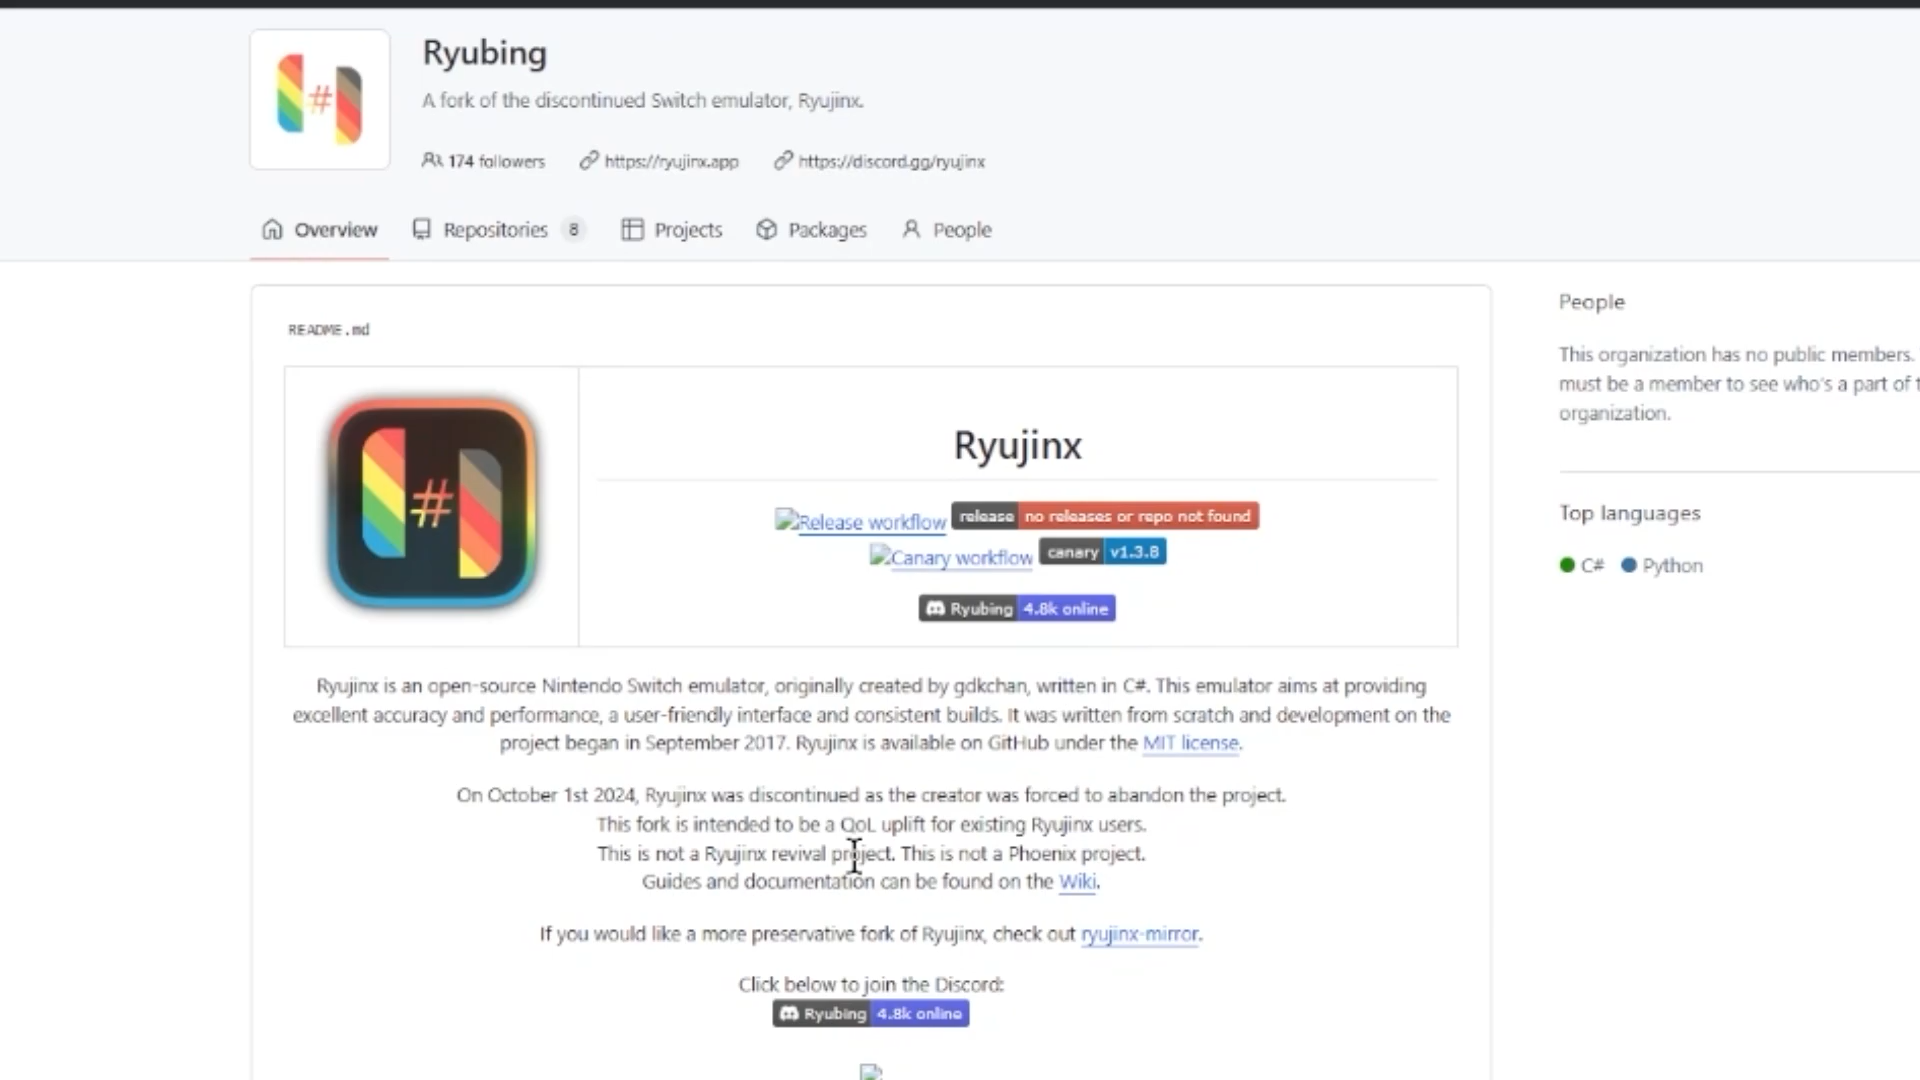 Ryubing
A fork of the discontinued Switch emulator, Ryujinx.
174 followers https://ryujinx.app https://discord.gg/ryujinx
Overview Repositories 8 Projects Packages People
README.md
Ryujinx
Release workflow release no releases or repo not found
Canary workflow canary v1.3.8
Ryubing 4.8k online
Ryujinx is an open-source Nintendo Switch emulator, originally created by gdkchan, written in C#. This emulator aims at providing
excellent accuracy and performance, a user-friendly interface and consistent builds. It was written from scratch and development on the
project began in September 2017. Ryujinx is available on GitHub under the MIT license.
On October 1st 2024, Ryujinx was discontinued as the creator was forced to abandon the project.
This fork is intended to be a QoL uplift for existing Ryujinx users.
This is not a Ryujinx revival project. This is not a Phoenix project.
Guides and documentation can be found on the Wiki.
If you would like a more preservative fork of Ryujinx, check out ryujinx-mirror.
Click below to join the Discord:
Ryubing 4.8k online
People
This organization has no public members.
must be a member to see who's a part of t
organization.
Top languages
C# Python